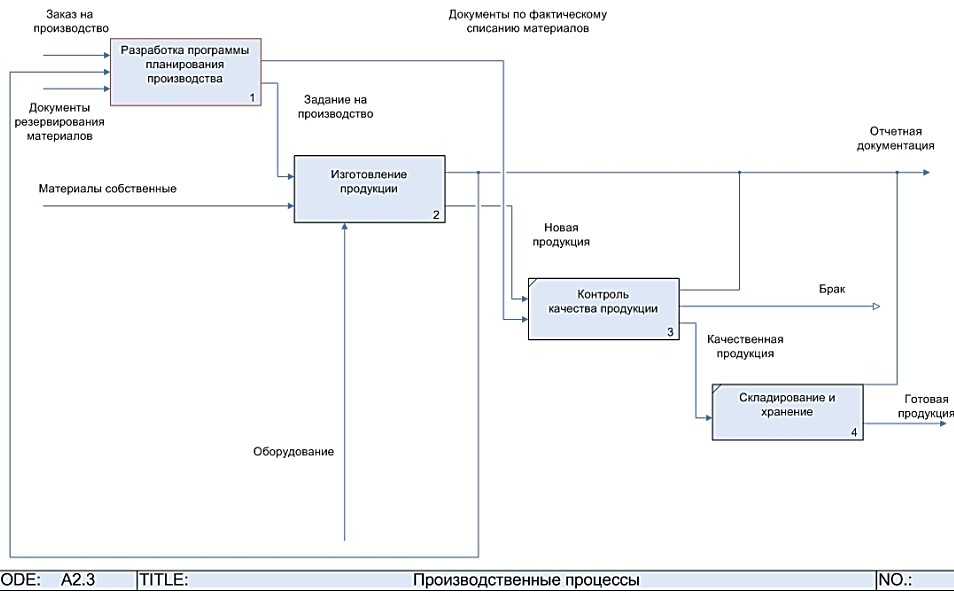 Заказ на
производство
Документы по фактическому
списанию материалов
Разработка программы
планирования
производства
1
Документы
резервирования
материалов
Задание на
производство
Отчетная
документация
Изготовление
продукции
2
Материалы собственные
Новая
продукция
Контроль
качества продукции
3
Брак
Качественная
продукция
Складирование и
хранение
4
Готовая
продукция
Оборудование
ODE: A2.3 TITLE: Производственные процессы NO.: